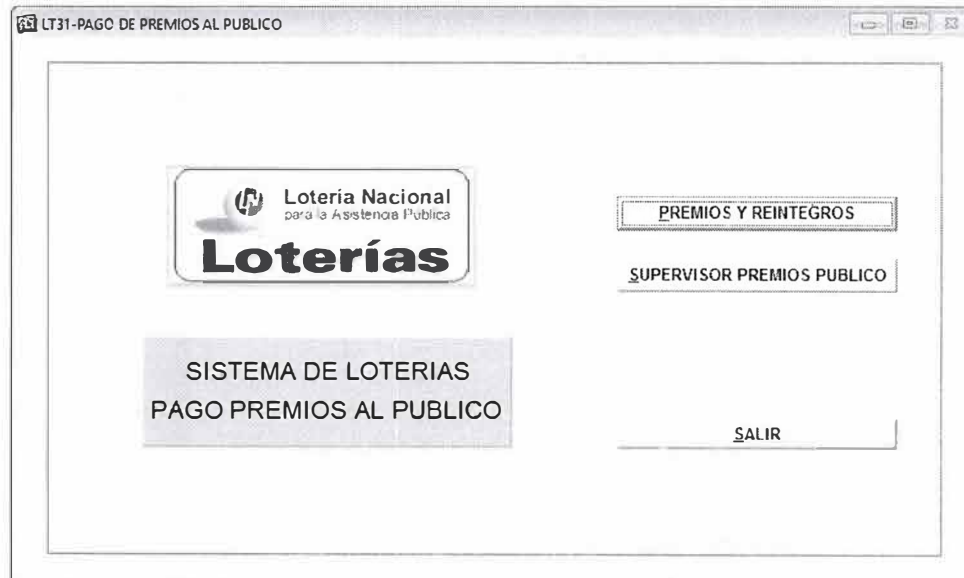 LT31-PAGO DE PREMIOS AL PUBLICO
LN
Lotería Nacional
para la Asistencia Pública
Loterías
PREMIOS Y REINTEGROS
SUPERVISOR PREMIOS PUBLICO
SISTEMA DE LOTERIAS
PAGO PREMIOS AL PUBLICO
SALIR